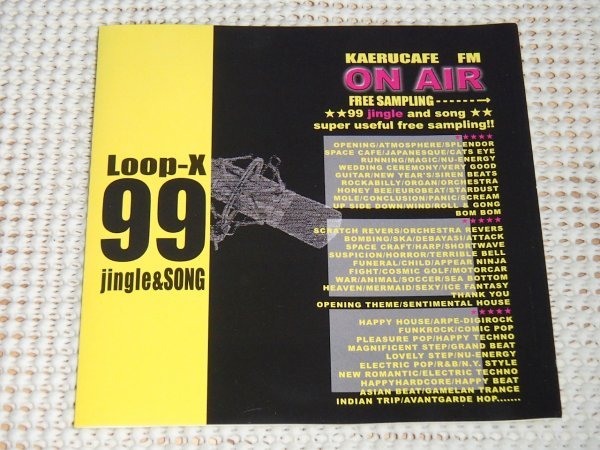 Loop-X
99
jingle&SONG
KAERUCAFE FM
ON AIR
FREE SAMPLING-------→
★★99 jingle and song ★★
super useful free sampling!!
★★★★★
OPENING/ATMOSPHERE/SPLENDOR
SPACE CAFE/JAPANESQUE/CATS EYE
RUNNING/MAGIC/NU-ENERGY
WEDDING CEREMONY/VERY GOOD
GUITAR/NEW YEAR'S/SIREN BEATS
ROCKABILLY/ORGAN/ORCHESTRA
HONEY BEE/EUROBEAT/STARDUST
MOLE/CONCLUSION/PANIC/SCREAM
UP SIDE DOWN/WIND/ROLL & GONG
BOM BOM
★★★★★
SCRATCH REVERS/ORCHESTRA REVERS
BOMBING/SKA/DEBAYASI/ATTACK
SPACE CRAFT/HARP/SHORTWAVE
SUSPICION/HORROR/TERRIBLE BELL
FUNERAL/CHILD/APPEAR NINJA
FIGHT/COSMIC GOLF/MOTORCAR
WAR/ANIMAL/SOCCER/SEA BOTTOM
HEAVEN/MERMAID/SEXY/ICE FANTASY
THANK YOU
OPENING THEME/SENTIMENTAL HOUSE
★★★★★
HAPPY HOUSE/ARPE-DIGIROCK
FUNKROCK/COMIC POP
PLEASURE POP/HAPPY TECHNO
MAGNIFICENT STEP/GRAND BEAT
LOVELY STEP/NU-ENERGY
ELECTRIC POP/R&B/N.Y. STYLE
NEW ROMANTIC/ELECTRIC TECHNO
HAPPYHARDCORE/HAPPY BEAT
ASIAN BEAT/GAMELAN TRANCE
INDIAN TRIP/AVANTGARDE HOP.......